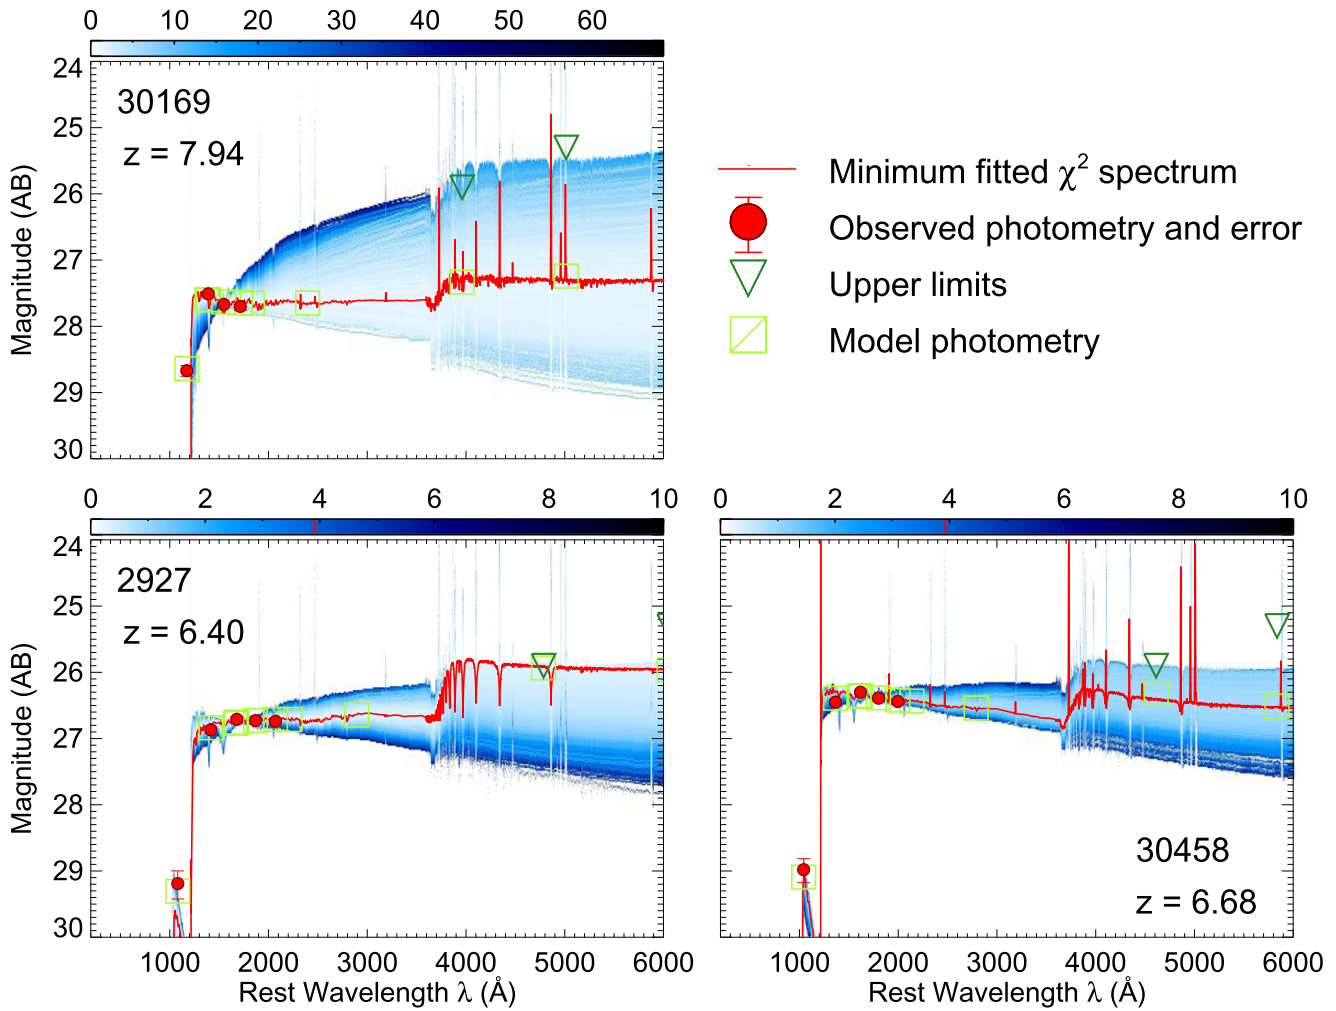 0 10 20 30 40 50 60
24
25
26
27
28
29
30
Magnitude (AB)
30169
z = 7.94
Minimum fitted χ² spectrum
Observed photometry and error
Upper limits
Model photometry
0 2 4 6 8 10
24
25
26
27
28
29
30
Magnitude (AB)
2927
z = 6.40
1000 2000 3000 4000 5000 6000
Rest Wavelength λ (Å)
0 2 4 6 8 10
30458
z = 6.68
1000 2000 3000 4000 5000 6000
Rest Wavelength λ (Å)